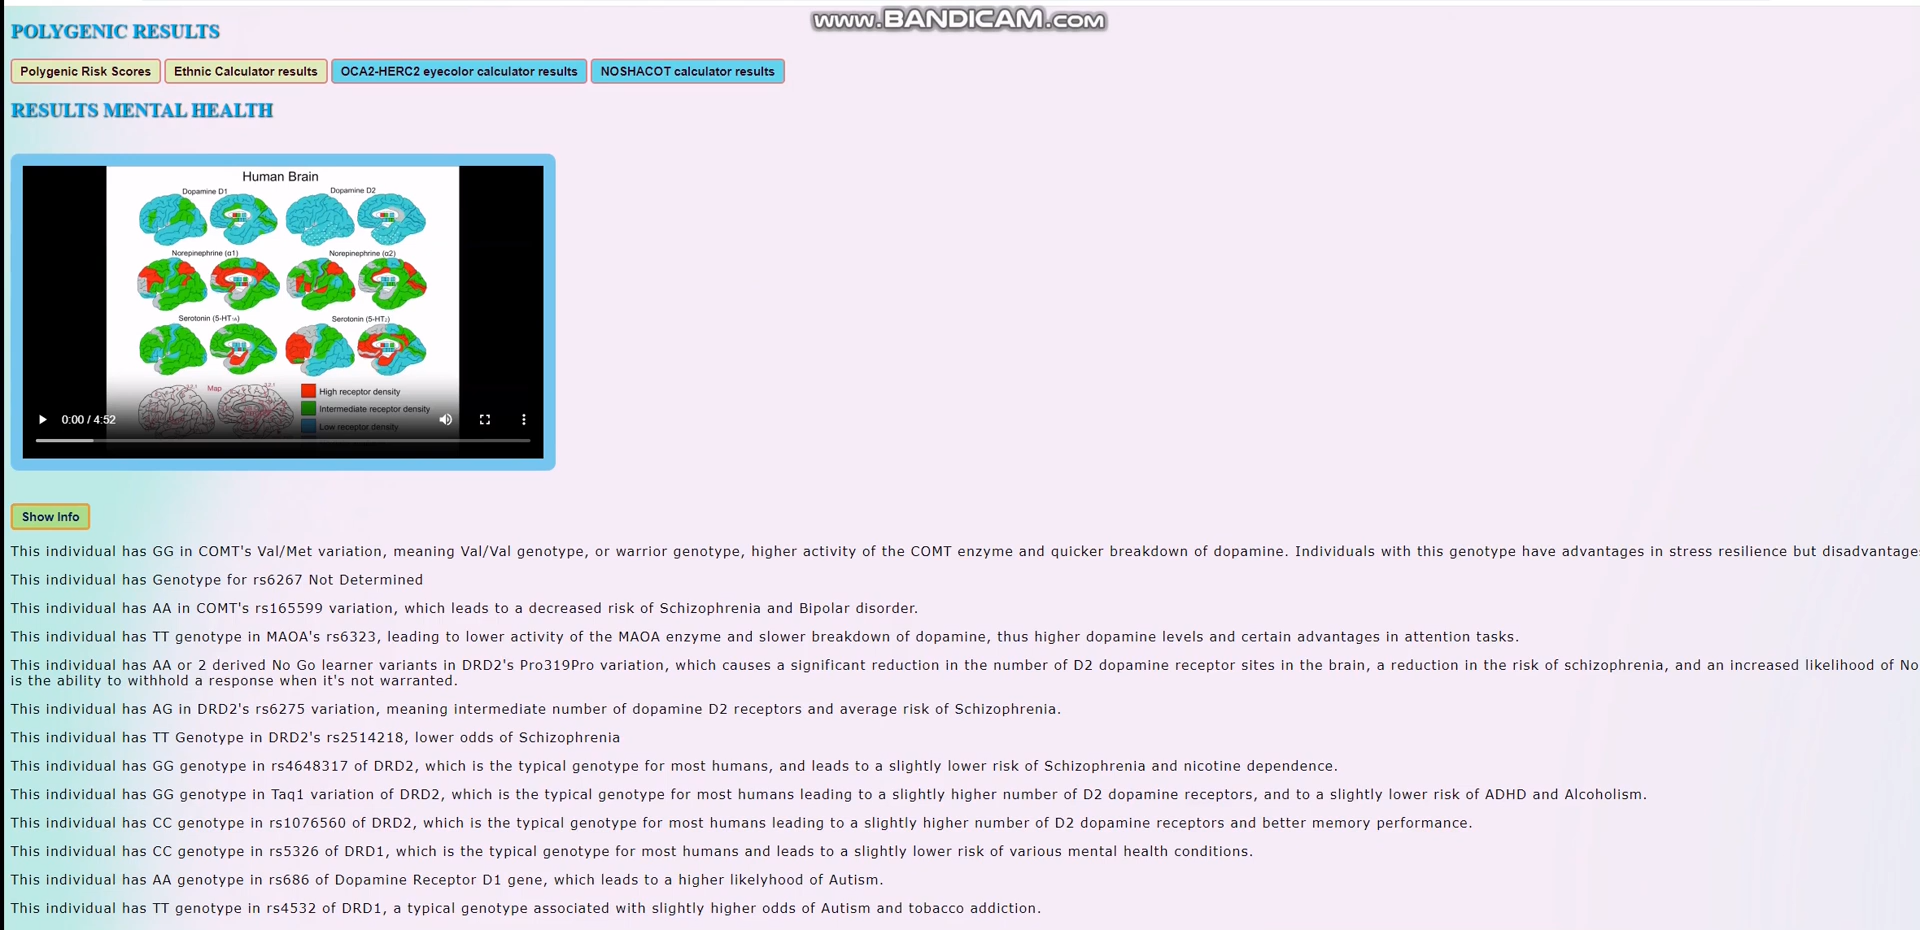 www.BANDICAM.com
POLYGENIC RESULTS
Polygenic Risk Scores
Ethnic Calculator results
OCA2-HERC2 eyecolor calculator results
NOSHACOT calculator results
RESULTS MENTAL HEALTH
Human Brain
Dopamine D1
Dopamine D2
Norepinephrine (α1)
Norepinephrine (α2)
Serotonin (5-HT
Serotonin (5-HT
Map
High receptor density
Intermediate receptor density
Low receptor density
0:00 / 4:52
Show Info
This individual has GG in COMT's Val/Met variation, meaning Val/Val genotype, or warrior genotype, higher activity of the COMT enzyme and quicker breakdown of dopamine. Individuals with this genotype have advantages in stress resilience but disadvantage
This individual has Genotype for rs6267 Not Determined
This individual has AA in COMT's rs165599 variation, which leads to a decreased risk of Schizophrenia and Bipolar disorder.
This individual has TT genotype in MAOA's rs6323, leading to lower activity of the MAOA enzyme and slower breakdown of dopamine, thus higher dopamine levels and certain advantages in attention tasks.
This individual has AA or 2 derived No Go learner variants in DRD2's Pro319Pro variation, which causes a significant reduction in the number of D2 dopamine receptor sites in the brain, a reduction in the risk of schizophrenia, and an increased likelihood of No
is the ability to withhold a response when it's not warranted.
This individual has AG in DRD2's rs6275 variation, meaning intermediate number of dopamine D2 receptors and average risk of Schizophrenia.
This individual has TT Genotype in DRD2's rs2514218, lower odds of Schizophrenia
This individual has GG genotype in rs4648317 of DRD2, which is the typical genotype for most humans, and leads to a slightly lower risk of Schizophrenia and nicotine dependence.
This individual has GG genotype in Taq1 variation of DRD2, which is the typical genotype for most humans leading to a slightly higher number of D2 dopamine receptors, and to a slightly lower risk of ADHD and Alcoholism.
This individual has CC genotype in rs1076560 of DRD2, which is the typical genotype for most humans leading to a slightly higher number of D2 dopamine receptors and better memory performance.
This individual has CC genotype in rs5326 of DRD1, which is the typical genotype for most humans and leads to a slightly lower risk of various mental health conditions.
This individual has AA genotype in rs686 of Dopamine Receptor D1 gene, which leads to a higher likelyhood of Autism.
This individual has TT genotype in rs4532 of DRD1, a typical genotype associated with slightly higher odds of Autism and tobacco addiction.